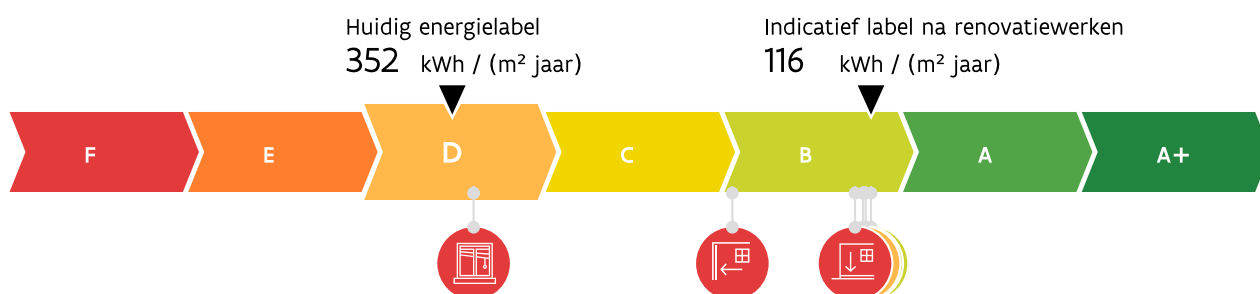 Huidig energielabel
352 kWh / (m² jaar)
Indicatief label na renovatiewerken
116 kWh / (m² jaar)
F E D C B A A+